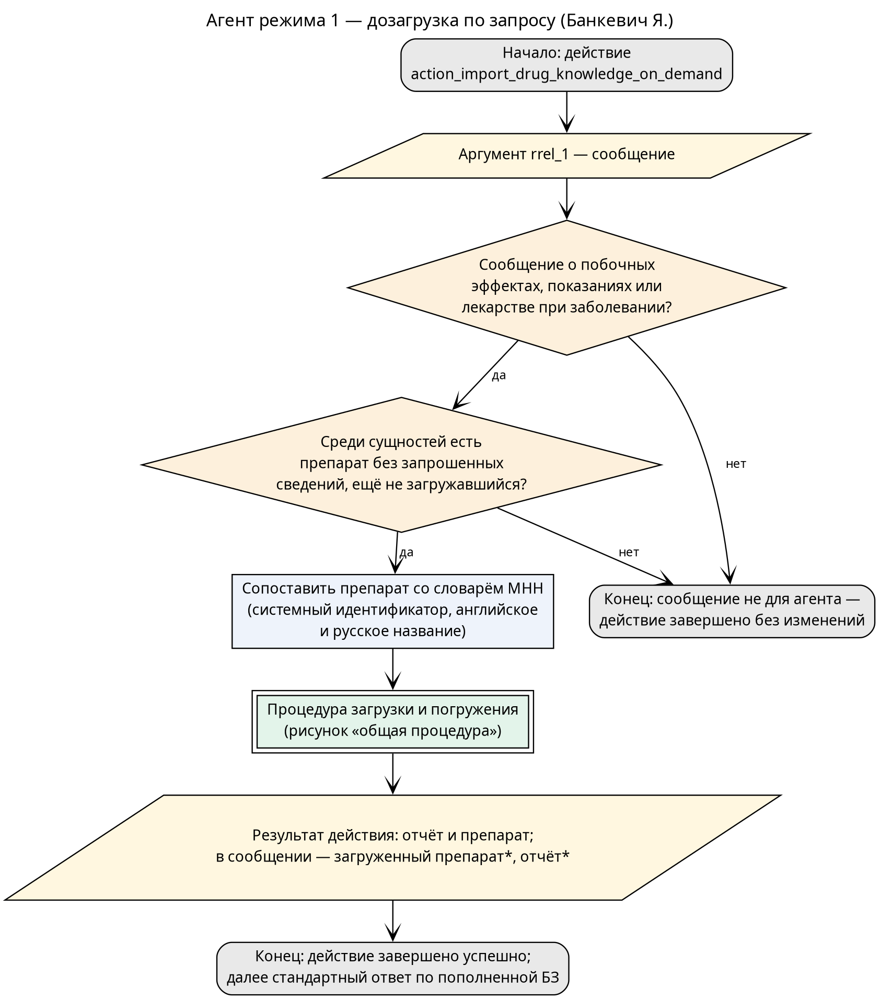 Агент режима 1 — дозагрузка по запросу (Банкевич Я.)
Начало: действие
action_import_drug_knowledge_on_demand
Аргумент rrel_1 — сообщение
Сообщение о побочных
эффектах, показаниях или
лекарстве при заболевании?
да
нет
Среди сущностей есть
препарат без запрошенных
сведений, ещё не загружавшийся?
да
нет
Сопоставить препарат со словарём МНН
(системный идентификатор, английское
и русское название)
Конец: сообщение не для агента —
действие завершено без изменений
Процедура загрузки и погружения
(рисунок «общая процедура»)
Результат действия: отчёт и препарат;
в сообщении — загруженный препарат*, отчёт*
Конец: действие завершено успешно;
далее стандартный ответ по пополненной БЗ